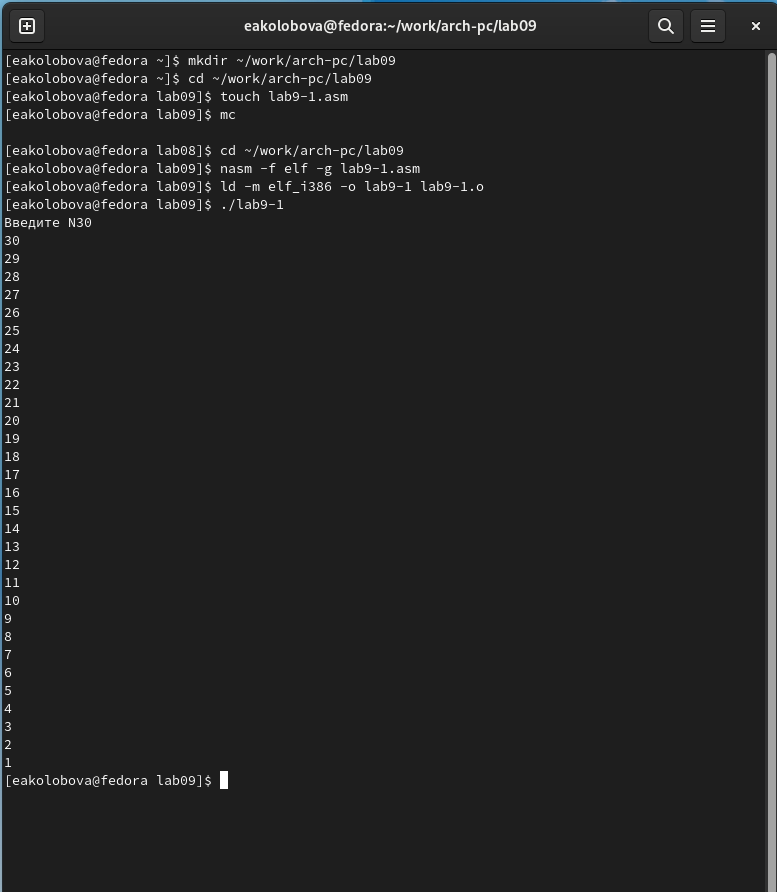 eakolobova@fedora:~/work/arch-pc/lab09
[eakolobova@fedora ~]$ mkdir ~/work/arch-pc/lab09
[eakolobova@fedora ~]$ cd ~/work/arch-pc/lab09
[eakolobova@fedora lab09]$ touch lab9-1.asm
[eakolobova@fedora lab09]$ mc
[eakolobova@fedora lab08]$ cd ~/work/arch-pc/lab09
[eakolobova@fedora lab09]$ nasm -f elf -g lab9-1.asm
[eakolobova@fedora lab09]$ ld -m elf_i386 -o lab9-1 lab9-1.o
[eakolobova@fedora lab09]$ ./lab9-1
Введите N30
30
29
28
27
26
25
24
23
22
21
20
19
18
17
16
15
14
13
12
11
10
9
8
7
6
5
4
3
2
1
[eakolobova@fedora lab09]$